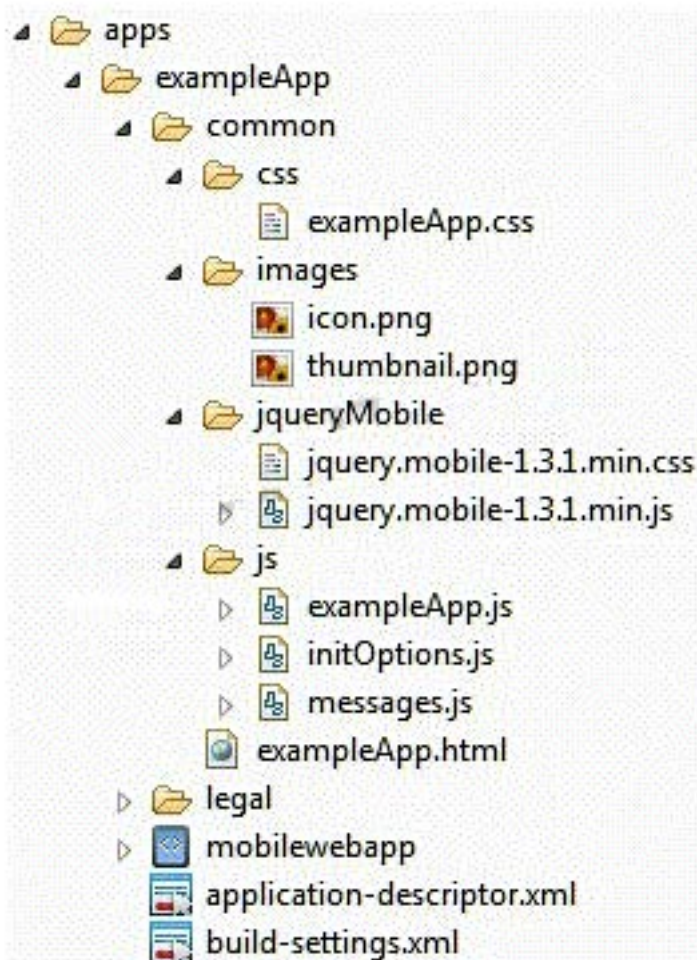 apps
exampleApp
common
css
exampleApp.css
images
icon.png
thumbnail.png
jqueryMobile
jquery.mobile-1.3.1.min.css
jquery.mobile-1.3.1.min.js
js
exampleApp.js
initOptions.js
messages.js
exampleApp.html
legal
mobilewebapp
application-descriptor.xml
build-settings.xml